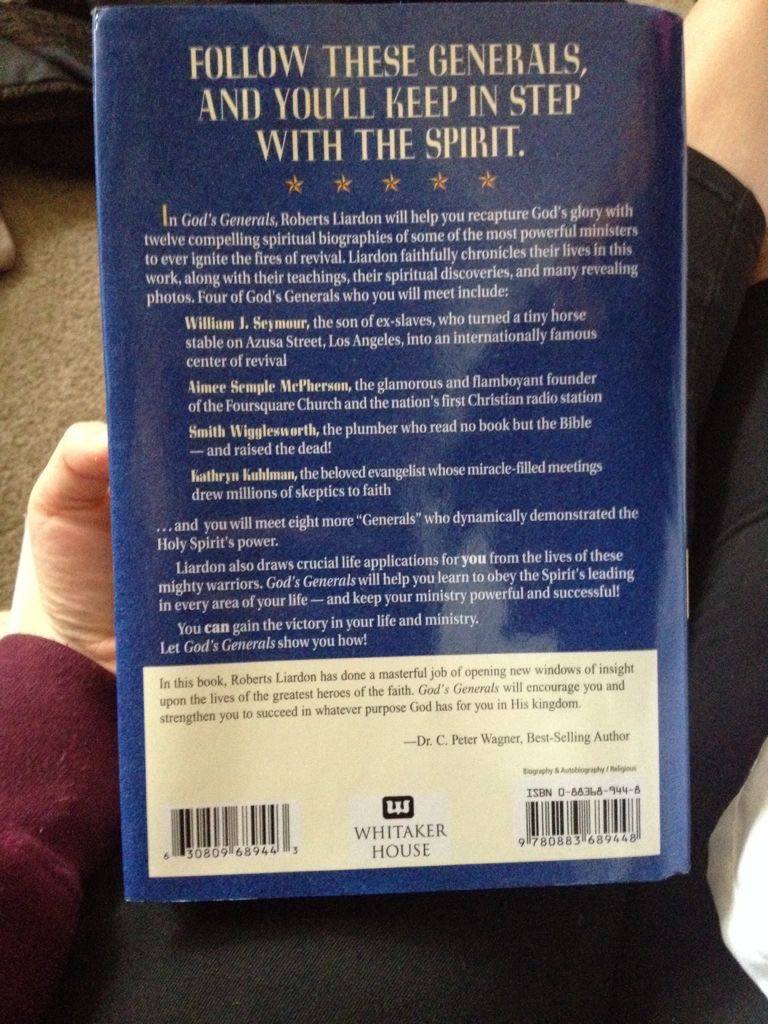 FOLLOW THESE GENERALS,
AND YOU'LL KEEP IN STEP
WITH THE SPIRIT.
In God's Generals, Roberts Liardon will help you recapture God's glory with
twelve compelling spiritual biographies of some of the most powerful ministers
to ever ignite the fires of revival. Liardon faithfully chronicles their lives in this
work, along with their teachings, their spiritual discoveries, and many revealing
photos. Four of God's Generals who you will meet include:
William J. Seymour, the son of ex-slaves, who turned a tiny horse
stable on Azusa Street, Los Angeles, into an internationally famous
center of revival
Aimee Semple McPherson, the glamorous and flamboyant founder
of the Foursquare Church and the nation's first Christian radio station
Smith Wigglesworth, the plumber who read no book but the Bible
— and raised the dead!
Kathryn Kuhlman, the beloved evangelist whose miracle-filled meetings
drew millions of skeptics to faith
...and you will meet eight more "Generals" who dynamically demonstrated the
Holy Spirit's power.
Liardon also draws crucial life applications for you from the lives of these
mighty warriors. God's Generals will help you learn to obey the Spirit's leading
in every area of your life — and keep your ministry powerful and successful!
You can gain the victory in your life and ministry.
Let God's Generals show you how!
In this book, Roberts Liardon has done a masterful job of opening new windows of insight
upon the lives of the greatest heroes of the faith. God's Generals will encourage you and
strengthen you to succeed in whatever purpose God has for you in His kingdom.
—Dr. C. Peter Wagner, Best-Selling Author
Biography & Autobiography / Religious
ISBN 0-88368-944-8
6 30809 68944 3
WHITAKER
HOUSE
9 780883 689448